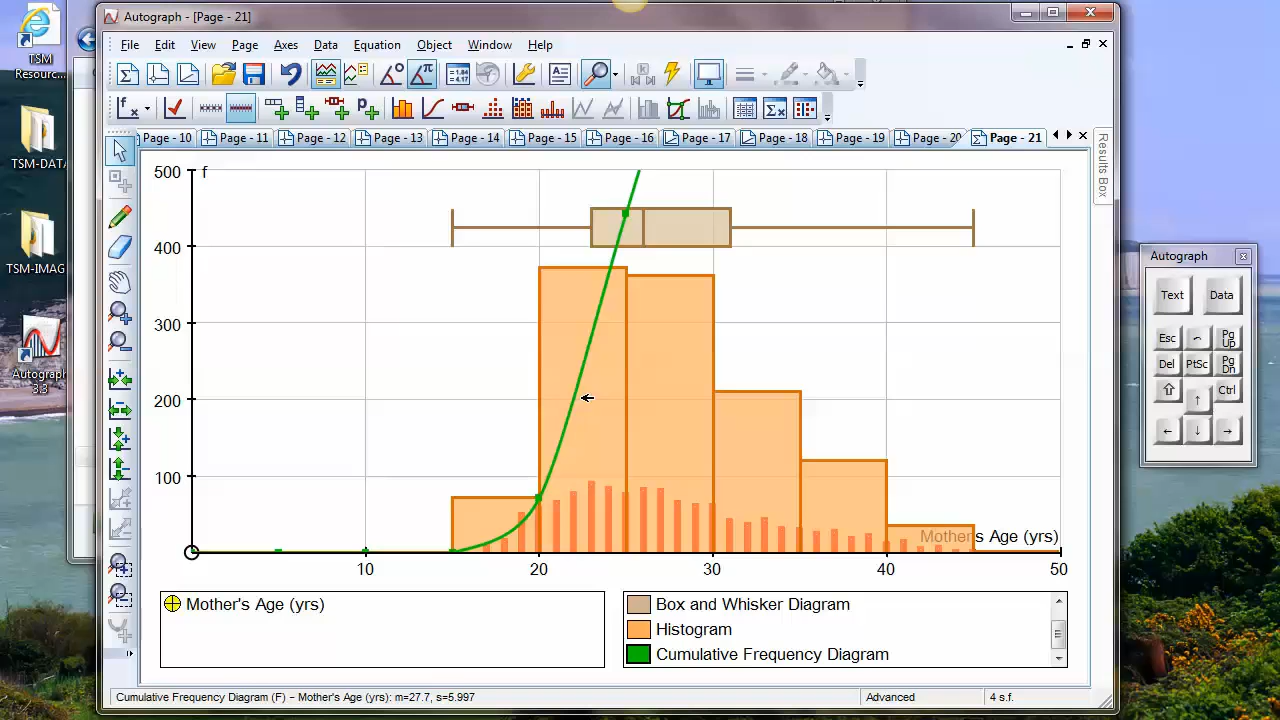 TSM
Resourc...
TSM-DATA
TSM-IMAG
Autograph
3.3
Autograph - [Page - 21]
File Edit View Page Axes Data Equation Object Window Help
Page - 10 Page - 11 Page - 12 Page - 13 Page - 14 Page - 15 Page - 16 Page - 17 Page - 18 Page - 19 Page - 20 Page - 21
Results Box
500 f
400
300
200
100
Mother's Age (yrs)
10 20 30 40 50
Mother's Age (yrs)
Box and Whisker Diagram
Histogram
Cumulative Frequency Diagram
Cumulative Frequency Diagram (F) – Mother's Age (yrs): m=27.7, s=5.997
Advanced
4 s.f.
Autograph
Text Data
Esc Pg Up
Del PtSc Pg Dn
Ctrl